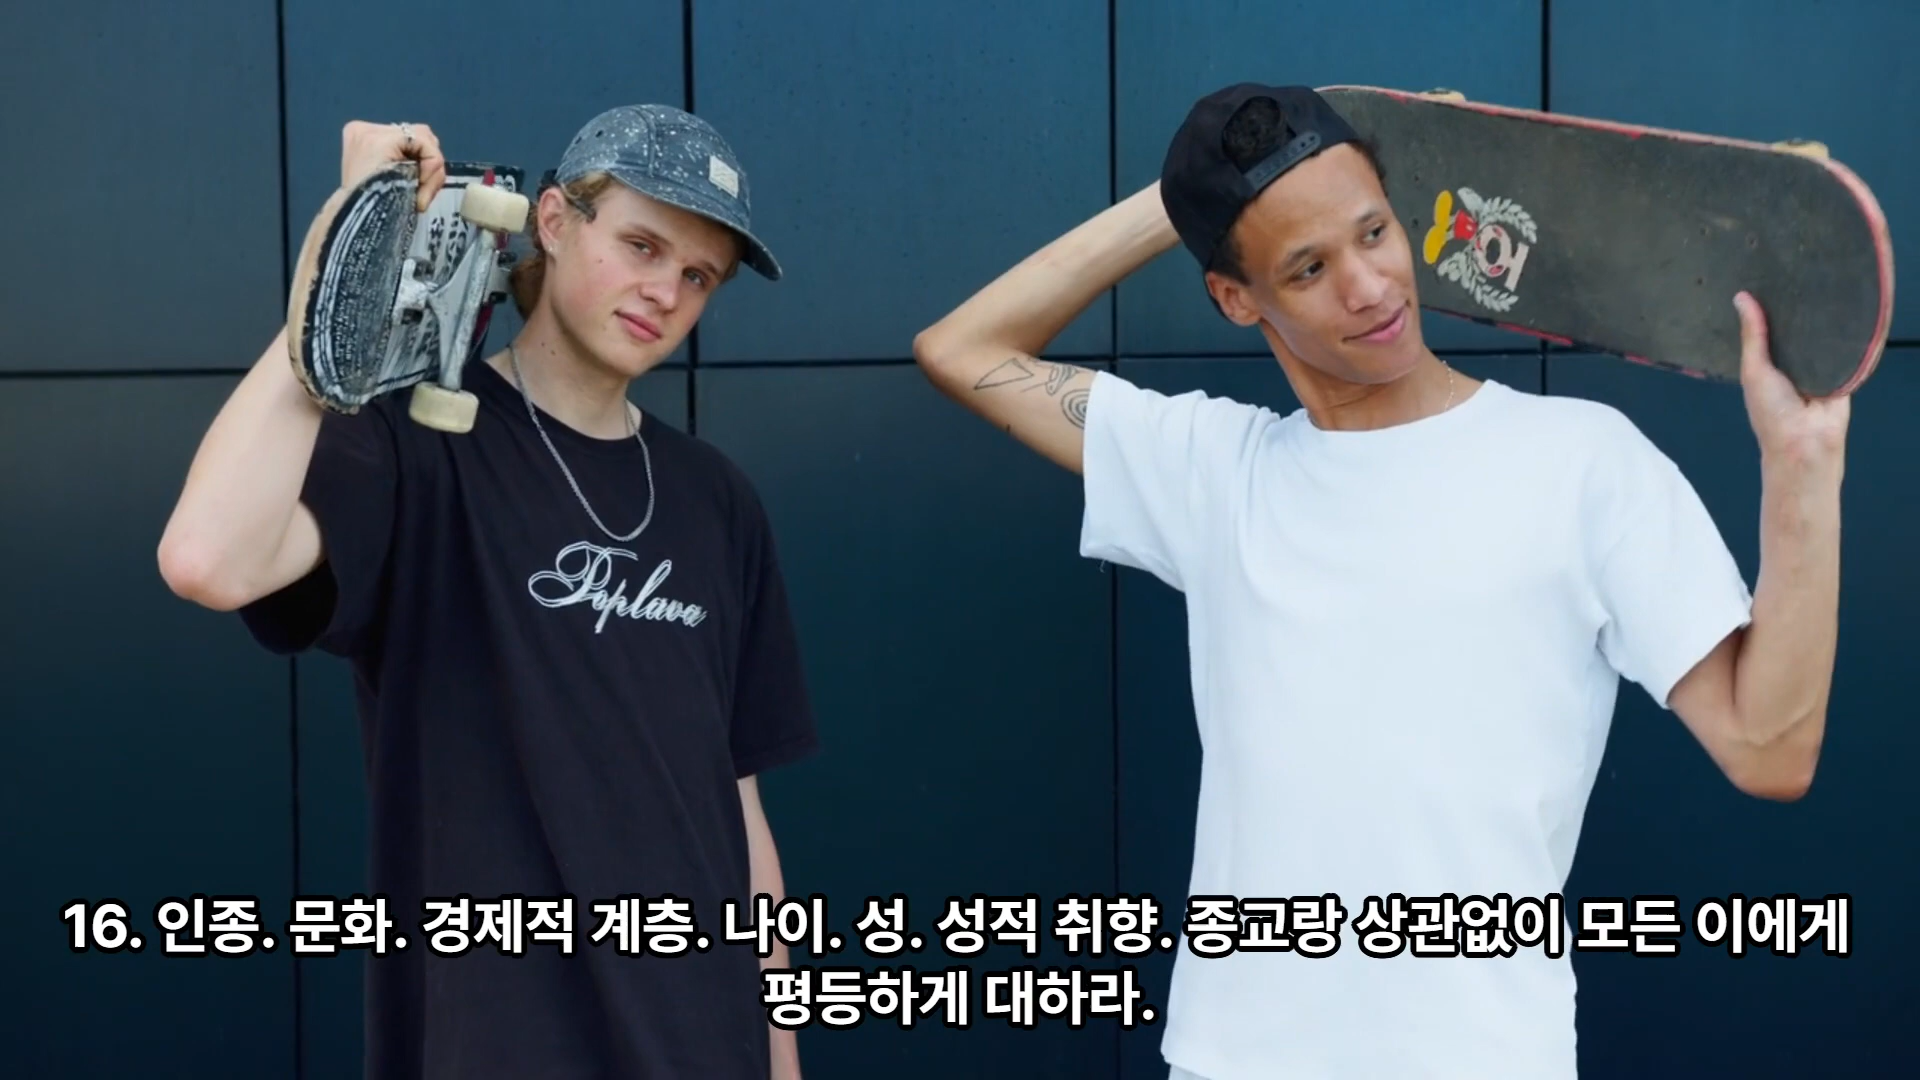 Poplava
16. 인종. 문화. 경제적 계층. 나이. 성. 성적 취향. 종교랑 상관없이 모든 이에게
평등하게 대하라.